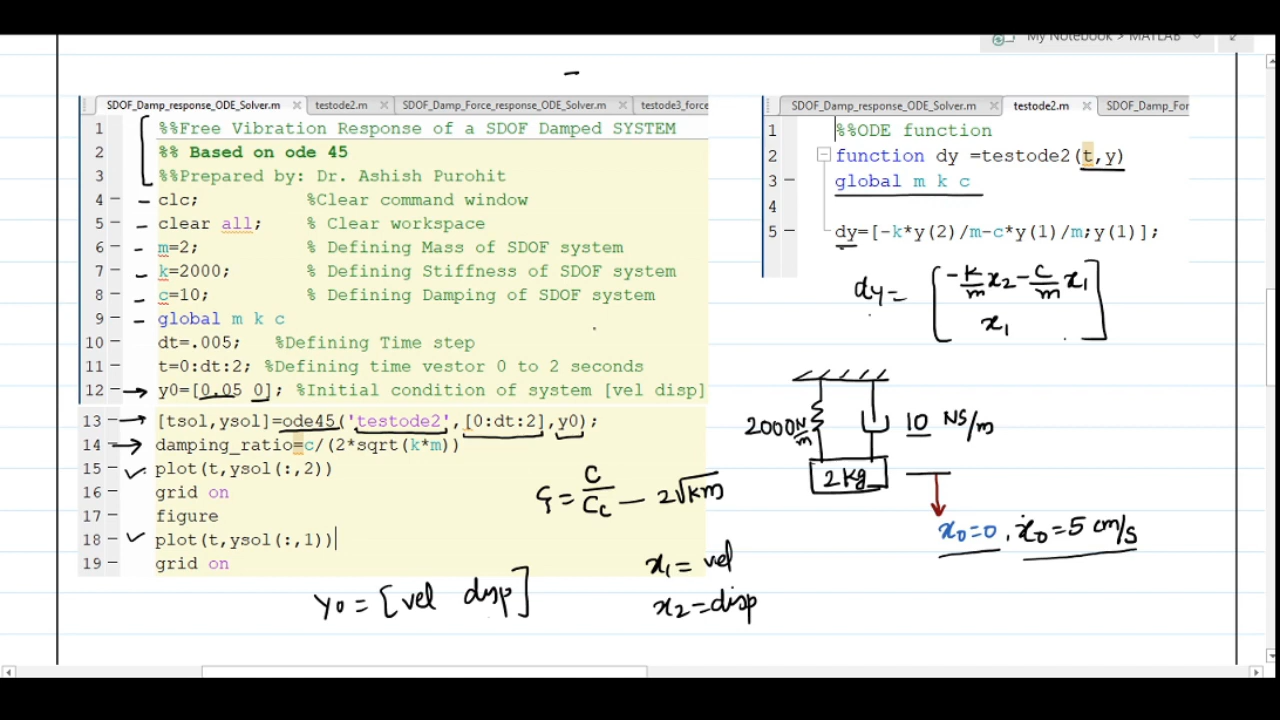 My Notebook > MATLAB
SDOF_Damp_response_ODE_Solver.m × testode2.m × SDOF_Damp_Force_response_ODE_Solver.m × testode3_force
1 %%Free Vibration Response of a SDOF Damped SYSTEM
2 %% Based on ode 45
3 %%Prepared by: Dr. Ashish Purohit
4 clc; %Clear command window
5 clear all; % Clear workspace
6 m=2; % Defining Mass of SDOF system
7 k=2000; % Defining Stiffness of SDOF system
8 c=10; % Defining Damping of SDOF system
9 global m k c
10 dt=.005; %Defining Time step
11 t=0:dt:2; %Defining time vestor 0 to 2 seconds
12 y0=[0.05 0]; %Initial condition of system [vel disp]
13 [tsol,ysol]=ode45('testode2',[0:dt:2],y0);
14 damping_ratio=c/(2*sqrt(k*m))
15 plot(t,ysol(:,2))
16 grid on
17 figure
18 plot(t,ysol(:,1))
19 grid on
ζ = C/Cc — 2√km
x1 = vel
x2 = disp
y0 = [vel disp]
SDOF_Damp_response_ODE_Solver.m × testode2.m × SDOF_Damp_For
1 %%ODE function
2 function dy =testode2(t,y)
3 global m k c
4
5 dy=[-k*y(2)/m-c*y(1)/m;y(1)];
dy = [-k/m x2 - c/m x1
x1]
2000 N/m
10 NS/m
2 kg
x0=0, ẋ0=5 cm/s